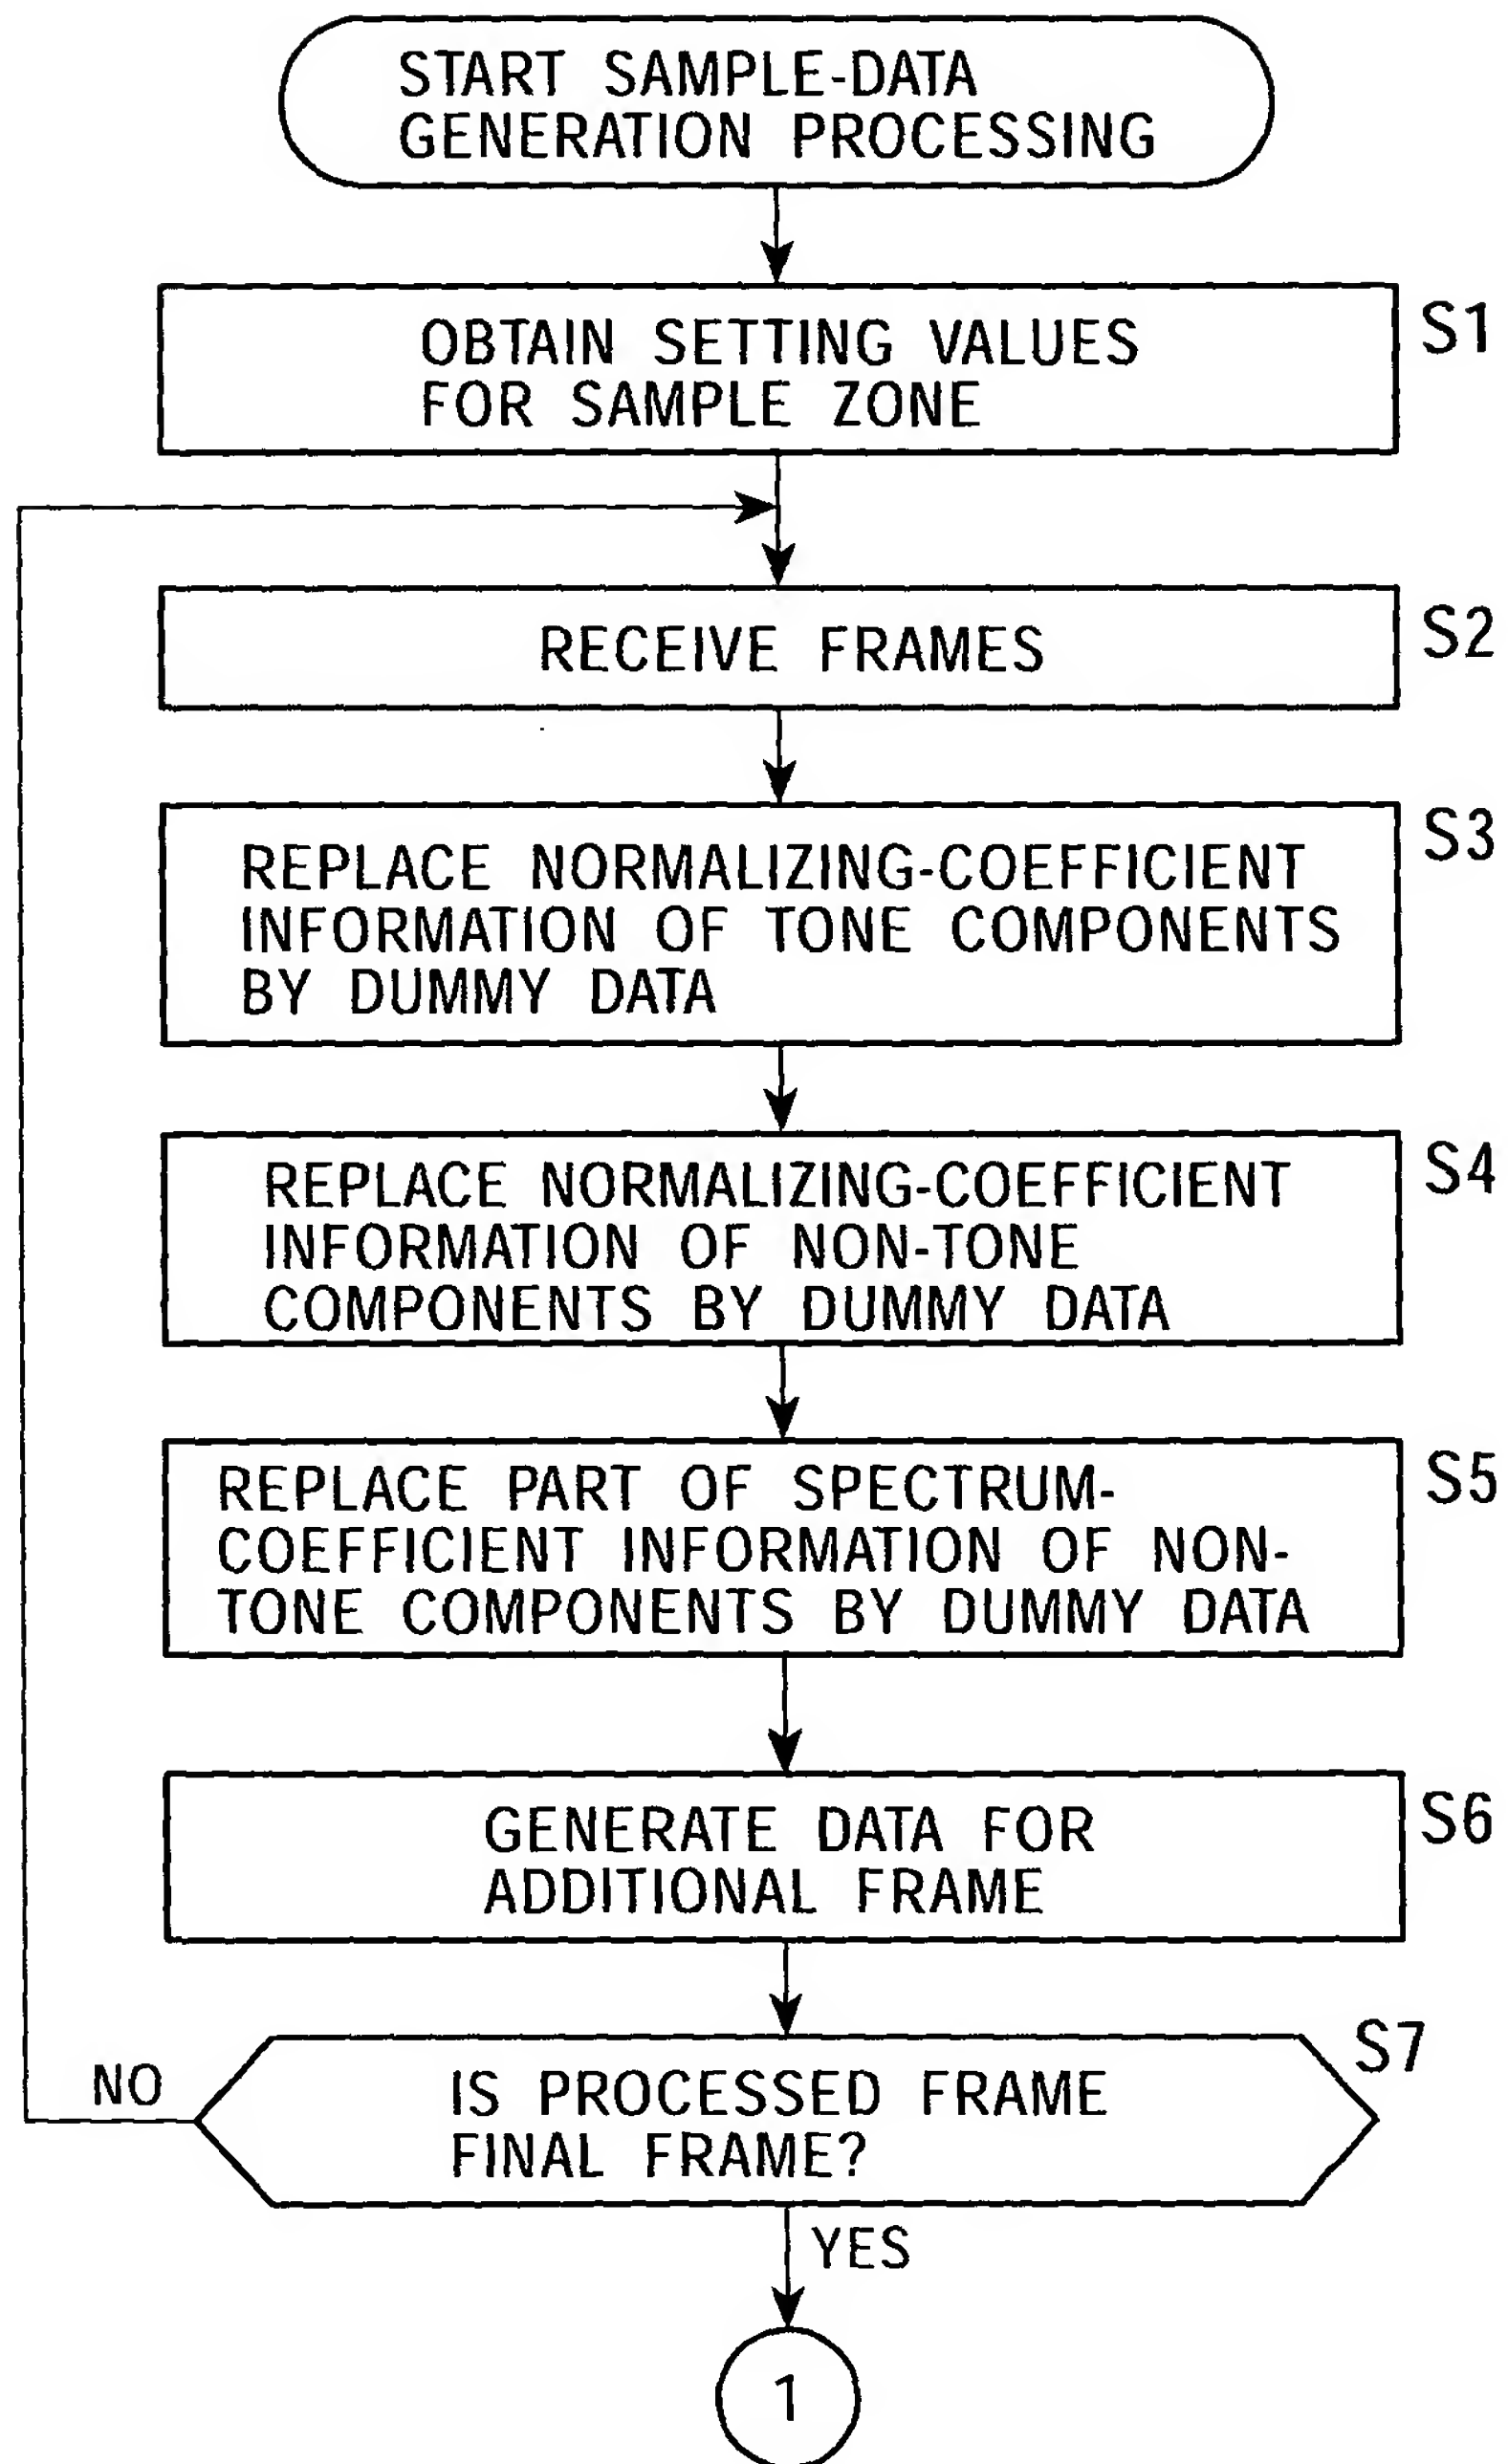 START SAMPLE-DATA
GENERATION PROCESSING
OBTAIN SETTING VALUES
FOR SAMPLE ZONE
S1
RECEIVE FRAMES
S2
REPLACE NORMALIZING-COEFFICIENT
INFORMATION OF TONE COMPONENTS
BY DUMMY DATA
S3
REPLACE NORMALIZING-COEFFICIENT
INFORMATION OF NON-TONE
COMPONENTS BY DUMMY DATA
S4
REPLACE PART OF SPECTRUM-
COEFFICIENT INFORMATION OF NON-
TONE COMPONENTS BY DUMMY DATA
S5
GENERATE DATA FOR
ADDITIONAL FRAME
S6
IS PROCESSED FRAME
FINAL FRAME?
S7
NO
YES
1